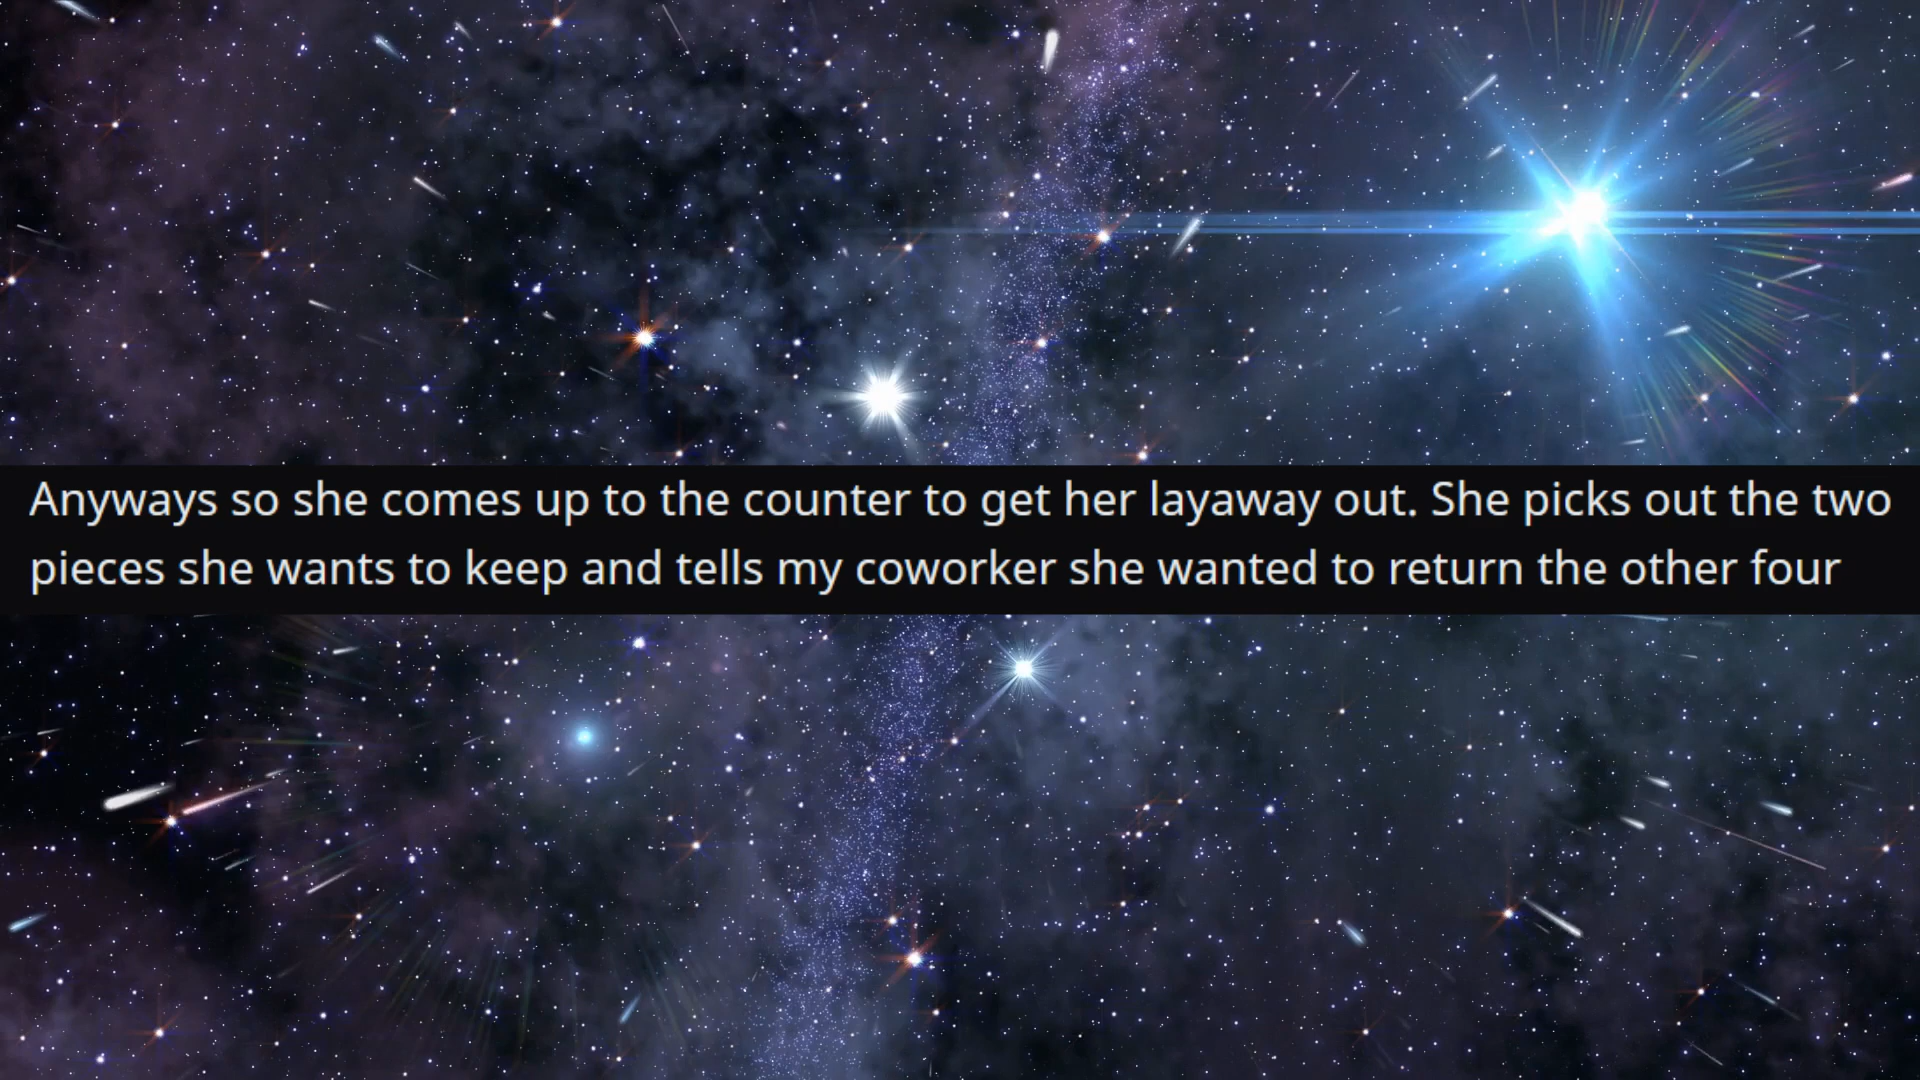 Anyways so she comes up to the counter to get her layaway out. She picks out the two
pieces she wants to keep and tells my coworker she wanted to return the other four